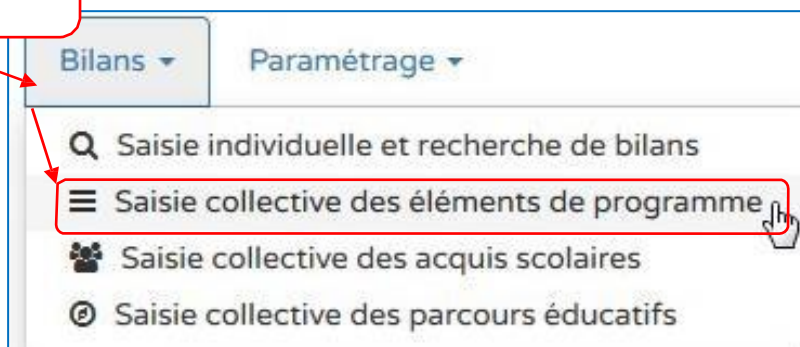 Bilans Paramétrage
Saisie individuelle et recherche de bilans
Saisie collective des éléments de programme
Saisie collective des acquis scolaires
Saisie collective des parcours éducatifs